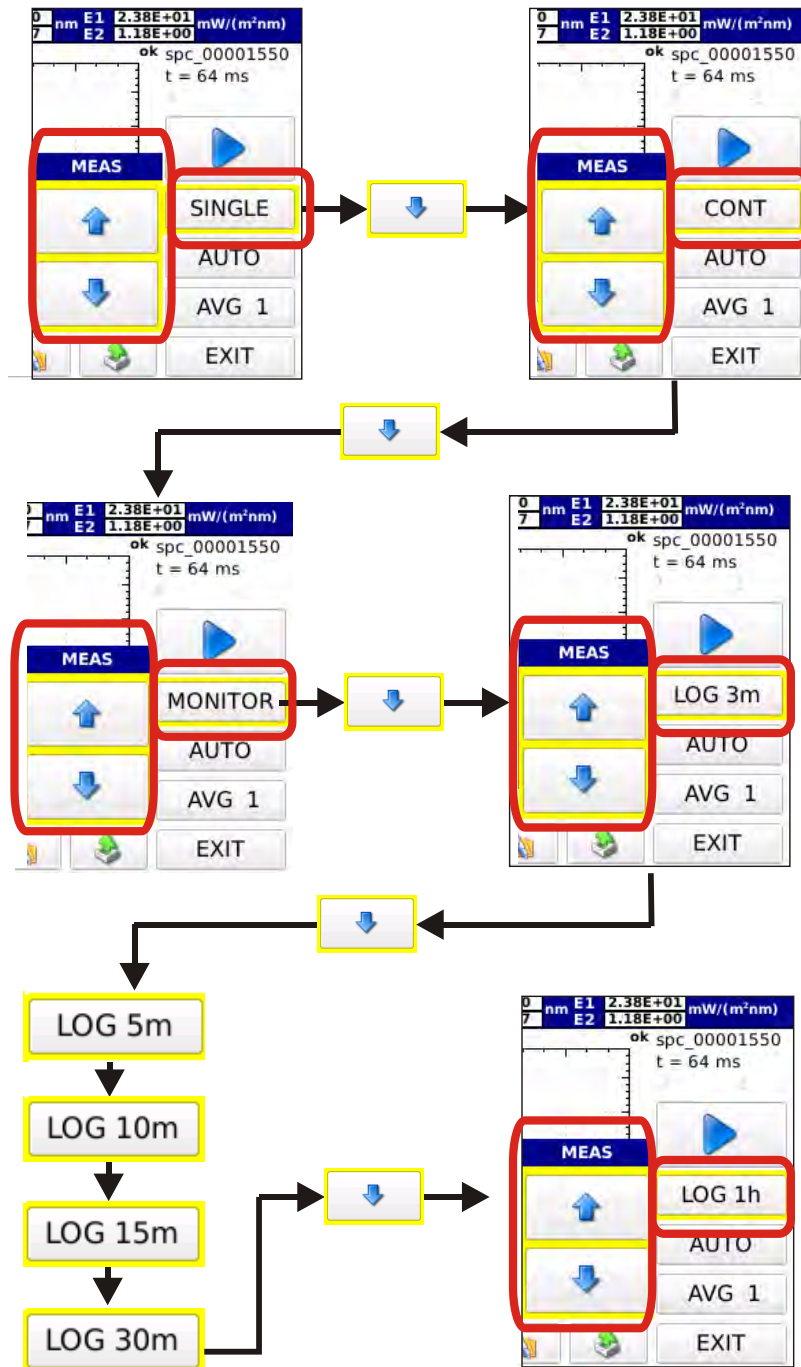 0 nm E1 2.38E+01 mW/(m²nm)
7 E2 1.18E+00
ok spc_00001550
t = 64 ms
MEAS
SINGLE
AUTO
AVG 1
EXIT
0 nm E1 2.38E+01 mW/(m²nm)
7 E2 1.18E+00
ok spc_00001550
t = 64 ms
MEAS
CONT
AUTO
AVG 1
EXIT
nm E1 2.38E+01 mW/(m²nm)
E2 1.18E+00
ok spc_00001550
t = 64 ms
MEAS
MONITOR
AUTO
AVG 1
EXIT
0 nm E1 2.38E+01 mW/(m²nm)
7 E2 1.18E+00
ok spc_00001550
t = 64 ms
MEAS
LOG 3m
AUTO
AVG 1
EXIT
LOG 5m
LOG 10m
LOG 15m
LOG 30m
0 nm E1 2.38E+01 mW/(m²nm)
7 E2 1.18E+00
ok spc_00001550
t = 64 ms
MEAS
LOG 1h
AUTO
AVG 1
EXIT